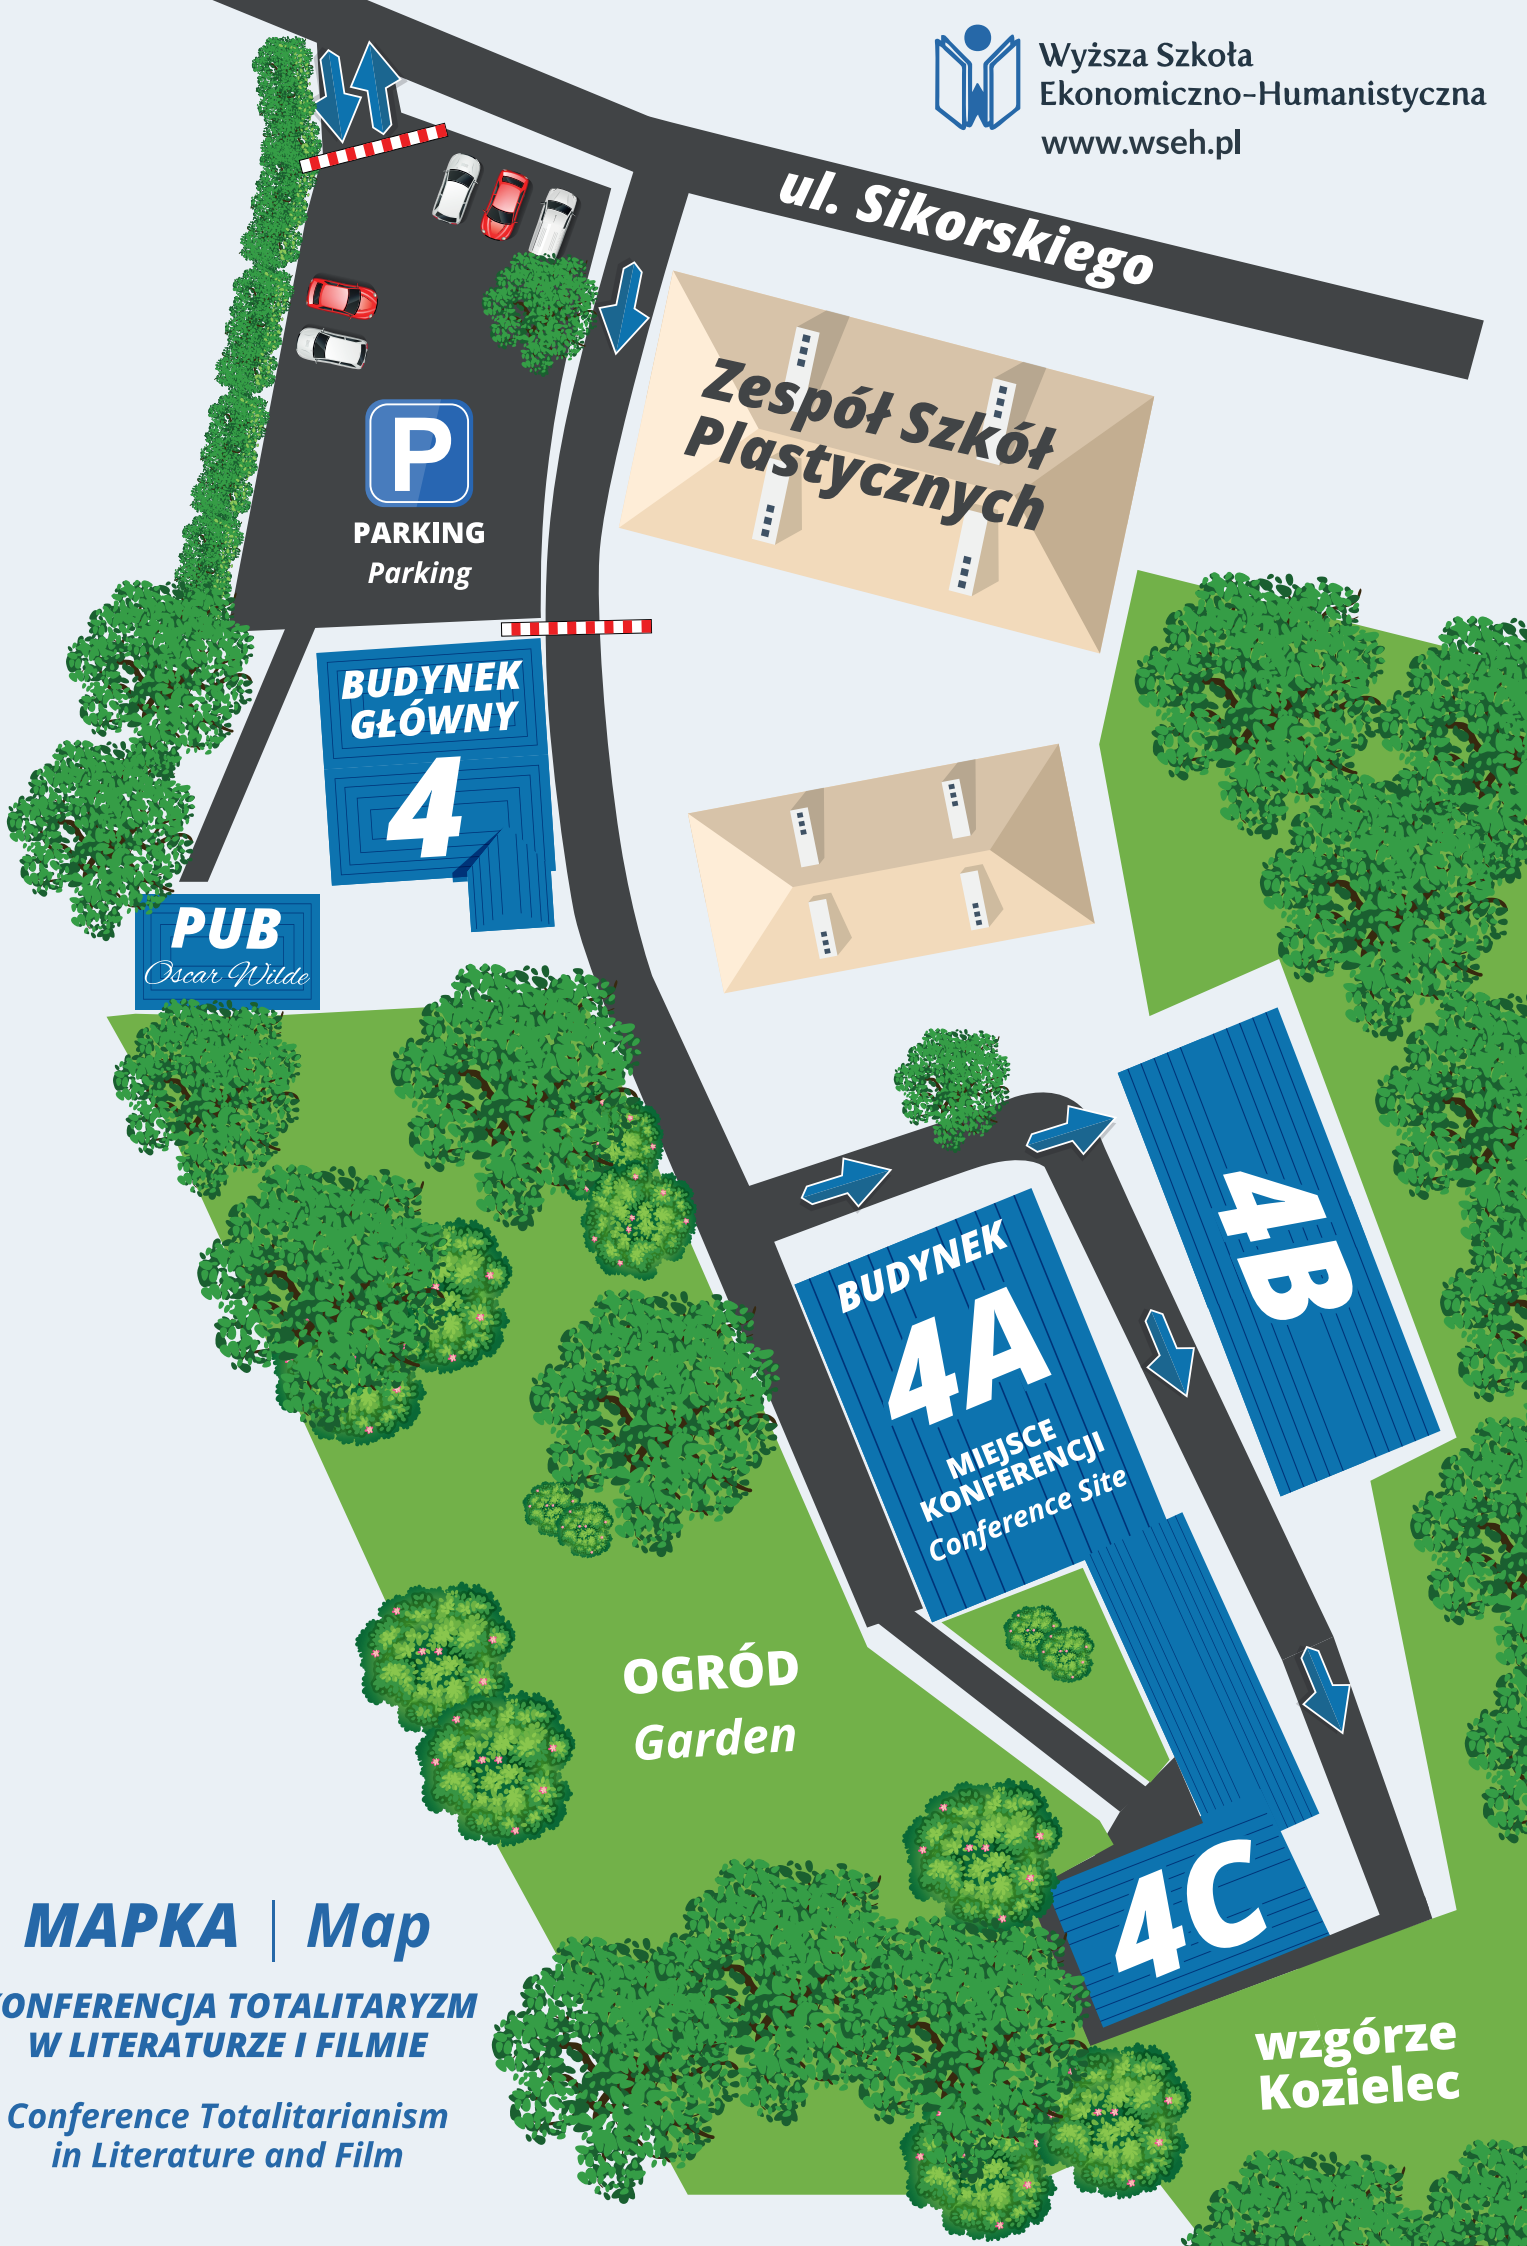 Wyższa Szkoła
Ekonomiczno-Humanistyczna
www.wseh.pl
ul. Sikorskiego
Zespół Szkół
Plastycznych
P
PARKING
Parking
BUDYNEK
GŁÓWNY
4
PUB
Oscar Wilde
4B
BUDYNEK
4A
MIEJSCE
KONFERENCJI
Conference Site
OGRÓD
Garden
4C
MAPKA | Map
ONFERENCJA TOTALITARYZM
W LITERATURZE I FILMIE
Conference Totalitarianism
in Literature and Film
wzgórze
Kozielec